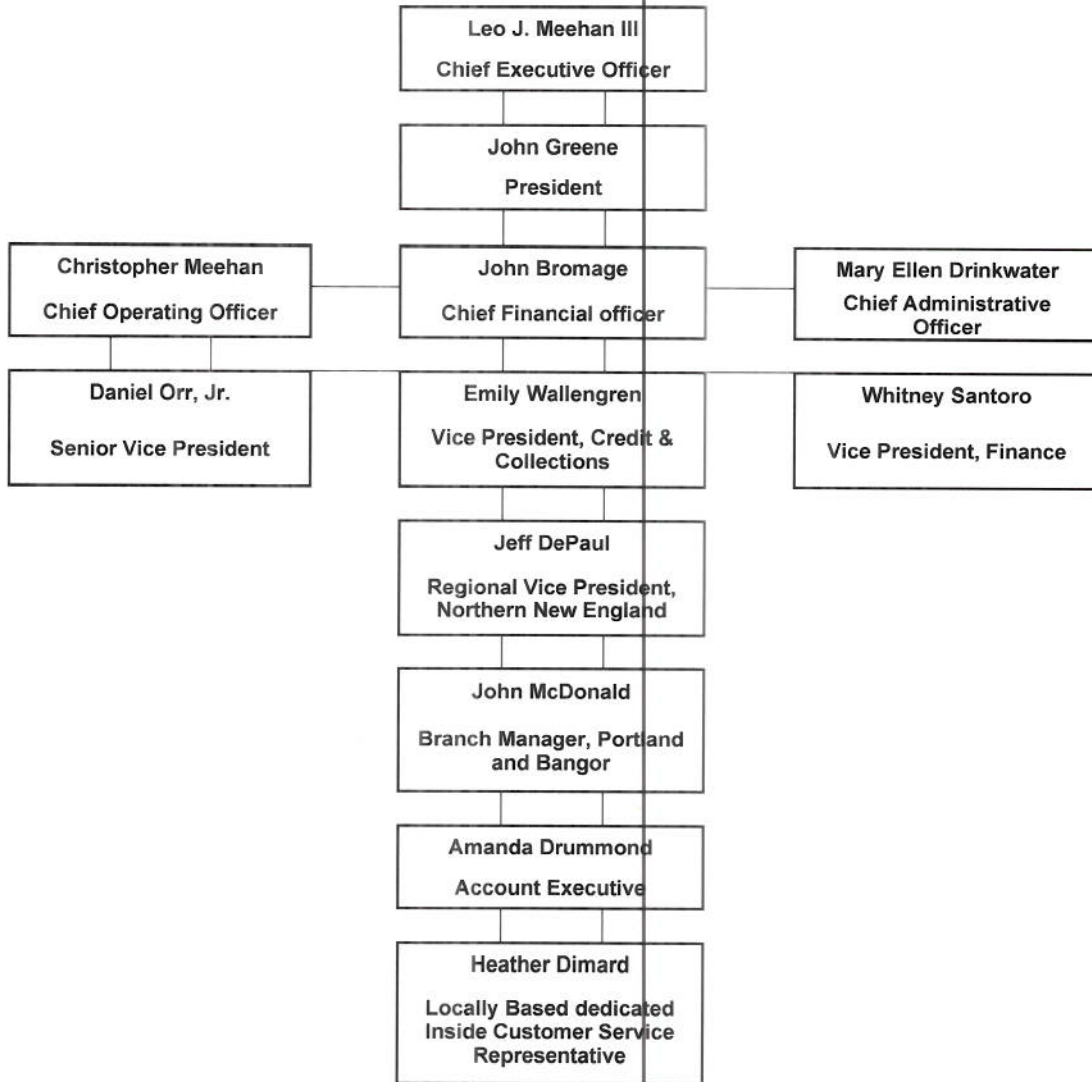 Leo J. Meehan III
Chief Executive Officer
John Greene
President
Christopher Meehan
Chief Operating Officer
John Bromage
Chief Financial officer
Mary Ellen Drinkwater
Chief Administrative
Officer
Daniel Orr, Jr.
Senior Vice President
Emily Wallengren
Vice President, Credit &
Collections
Whitney Santoro
Vice President, Finance
Jeff DePaul
Regional Vice President,
Northern New England
John McDonald
Branch Manager, Portland
and Bangor
Amanda Drummond
Account Executive
Heather Dimard
Locally Based dedicated
Inside Customer Service
Representative